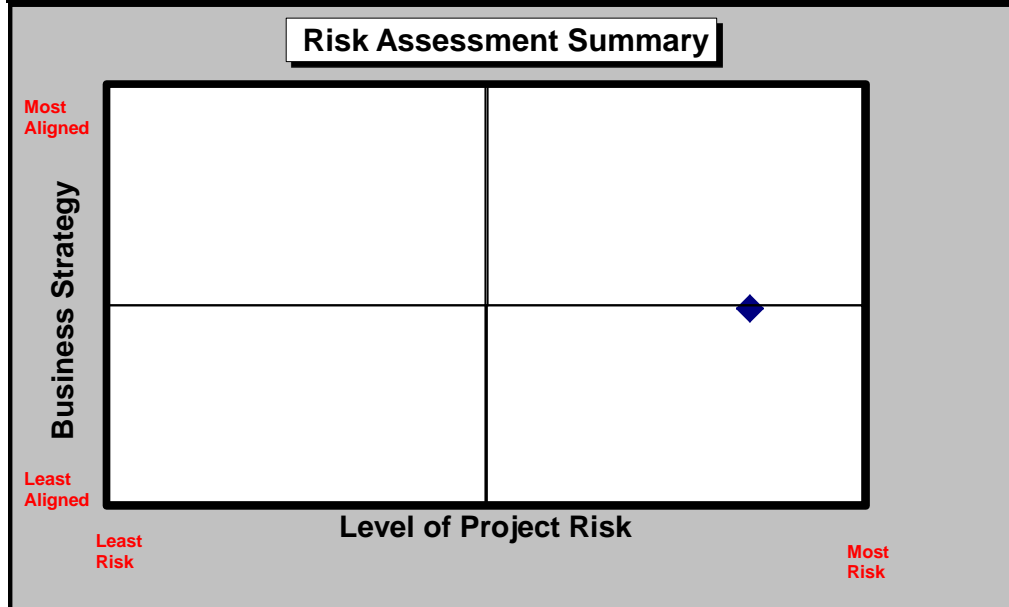 Risk Assessment Summary
Most
Aligned
Business Strategy
Least
Aligned
Level of Project Risk
Least
Risk
Most
Risk